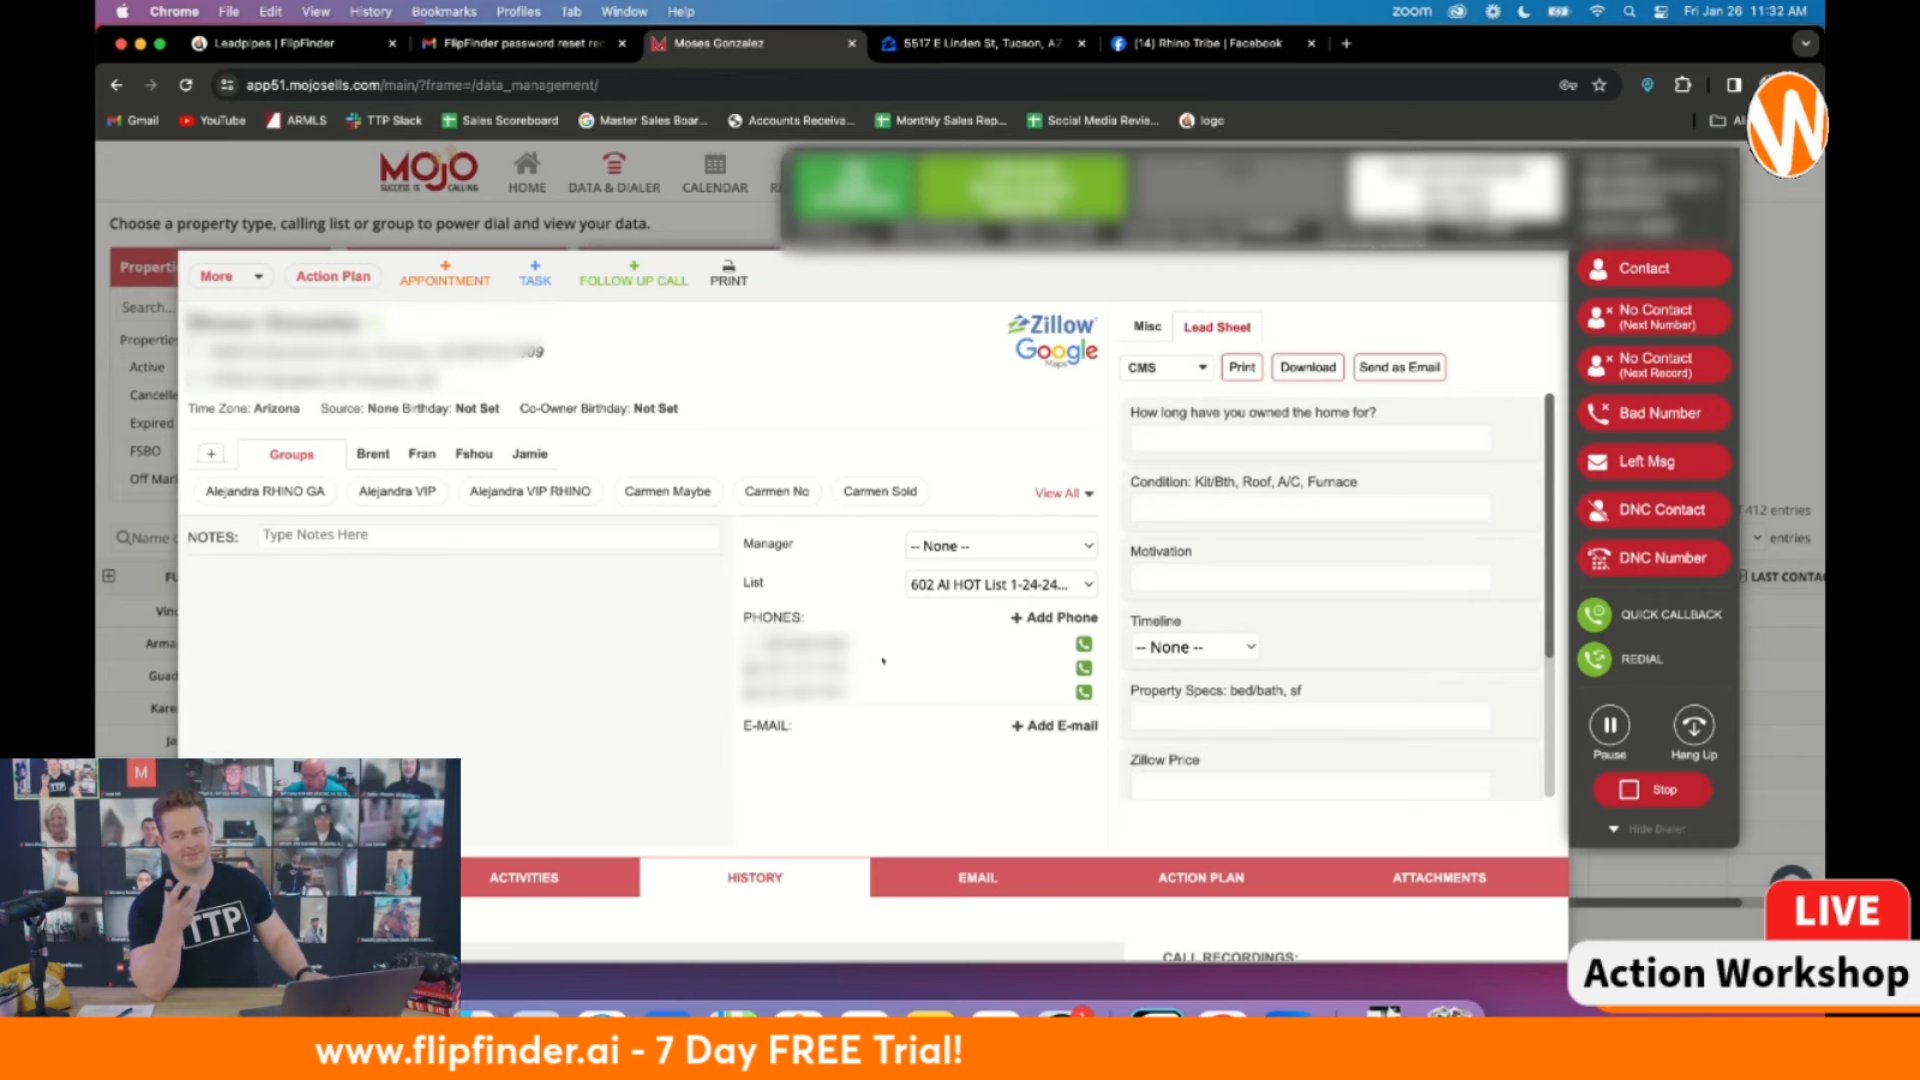 Chrome File Edit View History Bookmarks Profiles Tab Window Help
zoom Fri Jan 26 11:32 AM
Leadpipes | FlipFinder
FlipFinder password reset rec
Moses Gonzalez
5517 E Linden St, Tucson, AZ
(14) Rhino Tribe | Facebook
app51.mojosells.com/main/?frame=/data_management/
Gmail YouTube ARMLS TTP Slack Sales Scoreboard Master Sales Boar... Accounts Receiva... Monthly Sales Rep... Social Media Revie... logo
W
MOJO
SUCCESS IS CALLING
HOME DATA & DIALER CALENDAR
Choose a property type, calling list or group to power dial and view your data.
More Action Plan + APPOINTMENT + TASK + FOLLOW UP CALL PRINT
Search...
Active
Expired
FSBO
Zillow
Google
Maps
Time Zone: Arizona Source: None Birthday: Not Set Co-Owner Birthday: Not Set
+ Groups Brent Fran Fshou Jamie
Alejandra RHINO GA Alejandra VIP Alejandra VIP RHINO Carmen Maybe Carmen No Carmen Sold View All
NOTES: Type Notes Here
Manager -- None --
List 602 AI HOT List 1-24-24...
PHONES: + Add Phone
E-MAIL: + Add E-mail
Misc Lead Sheet
CMS Print Download Send as Email
How long have you owned the home for?
Condition: Kit/Bth, Roof, A/C, Furnace
Motivation
Timeline
-- None --
Property Specs: bed/bath, sf
Zillow Price
Contact
No Contact
(Next Number)
No Contact
(Next Record)
Bad Number
Left Msg
DNC Contact
DNC Number
412 entries
entries
LAST CONTA
QUICK CALLBACK
REDIAL
Pause Hang Up
Stop
Hide Dialer
ACTIVITIES HISTORY EMAIL ACTION PLAN ATTACHMENTS
CALL RECORDINGS:
M
TTP
LIVE
Action Workshop
www.flipfinder.ai - 7 Day FREE Trial!